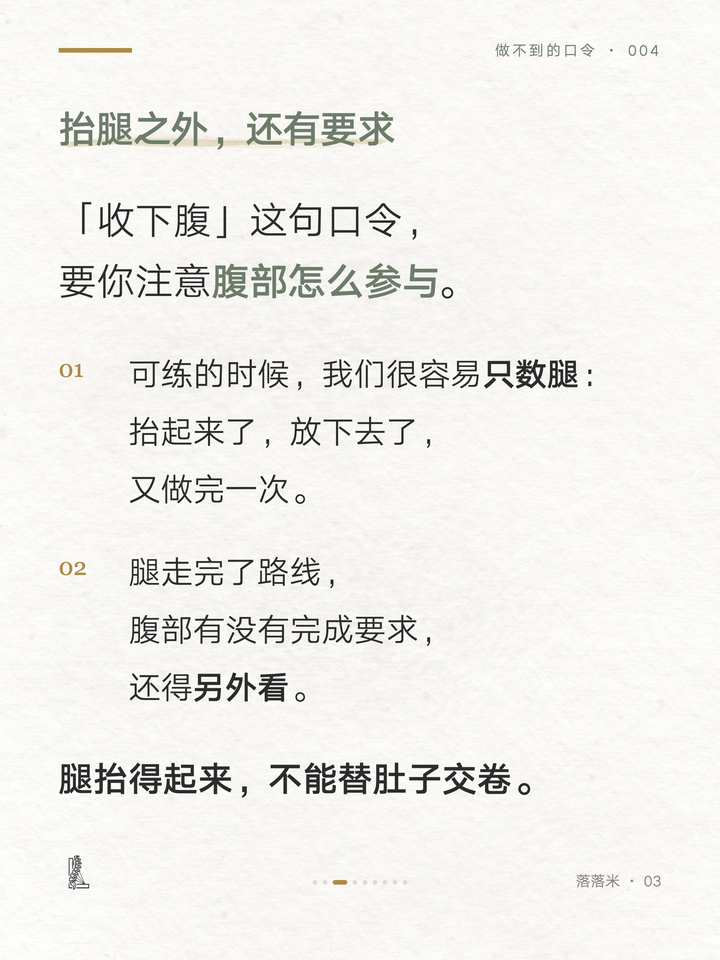 做不到的口令 · 004
抬腿之外，还有要求
「收下腹」这句口令，
要你注意腹部怎么参与。
01 可练的时候，我们很容易只数腿：
抬起来了，放下去了，
又做完一次。
02 腿走完了路线，
腹部有没有完成要求，
还得另外看。
腿抬得起来，不能替肚子交卷。
落落米 · 03